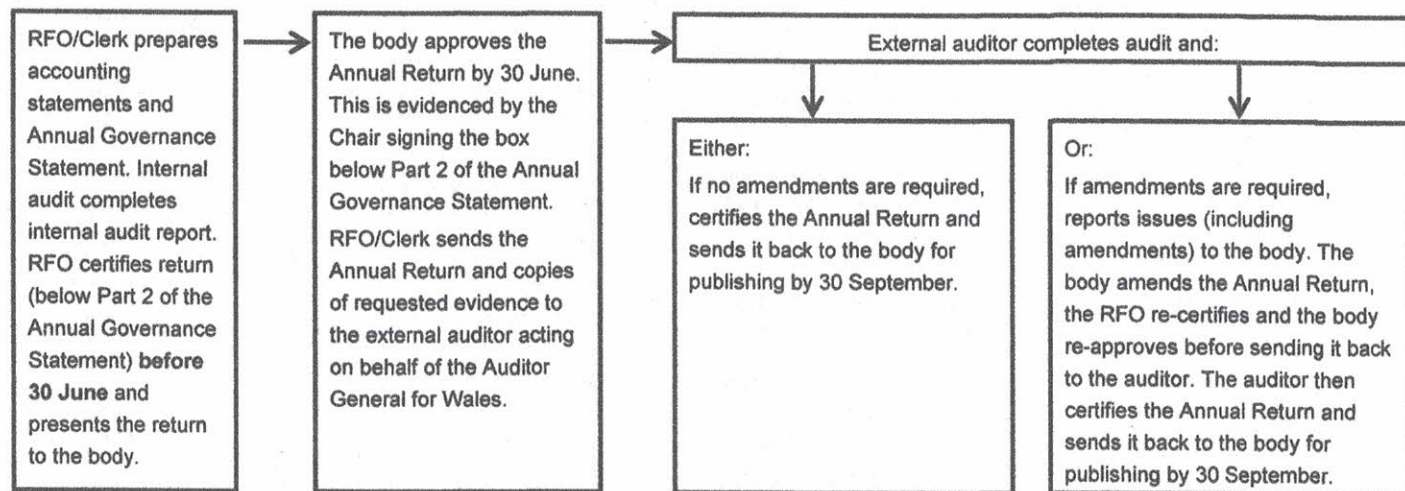 RFO/Clerk prepares
accounting
statements and
Annual Governance
Statement. Internal
audit completes
internal audit report.
RFO certifies return
(below Part 2 of the
Annual Governance
Statement) before
30 June and
presents the return
to the body.
The body approves the
Annual Return by 30 June.
This is evidenced by the
Chair signing the box
below Part 2 of the Annual
Governance Statement.
RFO/Clerk sends the
Annual Return and copies
of requested evidence to
the external auditor acting
on behalf of the Auditor
General for Wales.
External auditor completes audit and:
Either:
If no amendments are required,
certifies the Annual Return and
sends it back to the body for
publishing by 30 September.
Or:
If amendments are required,
reports issues (including
amendments) to the body. The
body amends the Annual Return,
the RFO re-certifies and the body
re-approves before sending it back
to the auditor. The auditor then
certifies the Annual Return and
sends it back to the body for
publishing by 30 September.